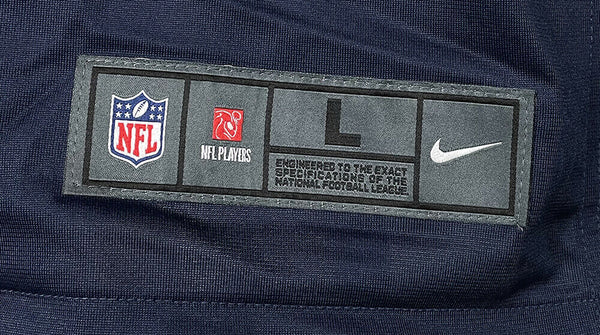 NFL
NFL PLAYERS
L
ENGINEERED TO THE EXACT
SPECIFICATIONS OF THE
NATIONAL FOOTBALL LEAGUE.